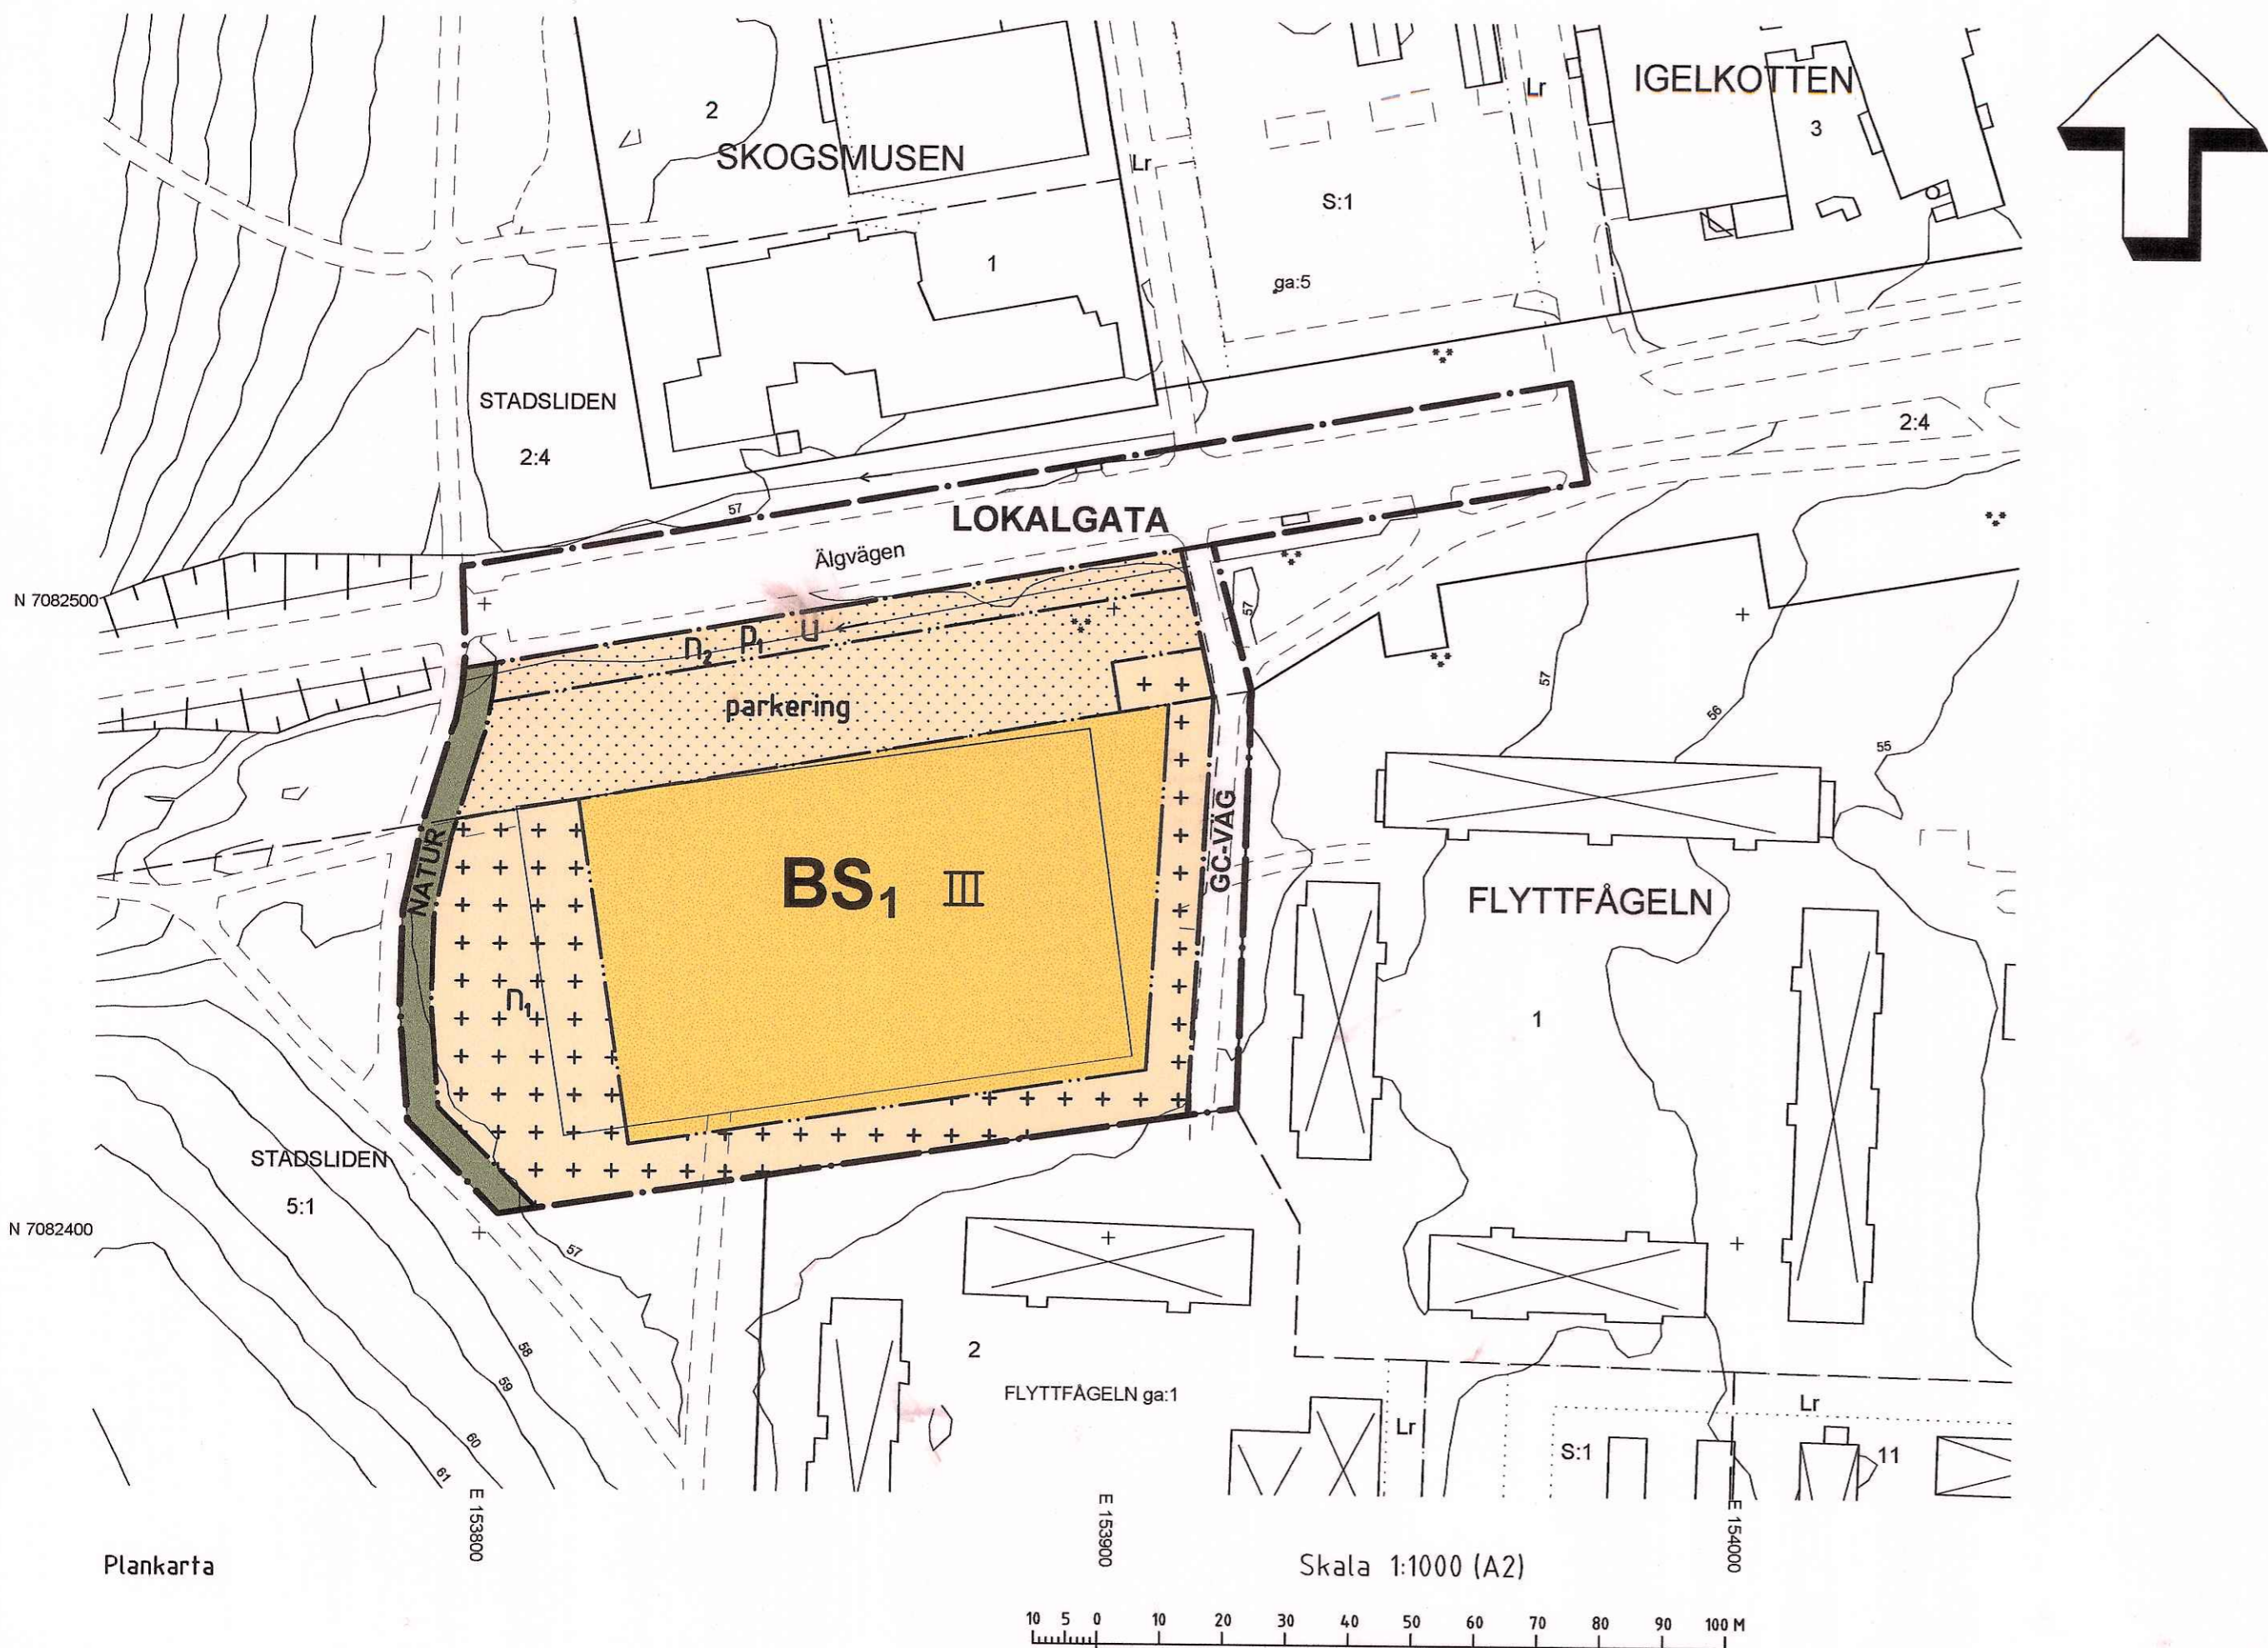 IGELKOTTEN
Lr
2
3
SKOGSMUSEN
Lr
S:1
1
ga:5
STADSLIDEN
2:4
2:4
57
LOKALGATA
Älgvägen
N 7082500
57
n₂ p₁ u
57
parkering
56
55
NATUR
GC-VÄG
BS₁ III
FLYTTFÅGELN
n₁
1
STADSLIDEN
5:1
N 7082400
57
58
2
59
FLYTTFÅGELN ga:1
Lr
Lr
60
S:1
11
61
E 153800
E 153900
E 154000
Plankarta
Skala 1:1000 (A2)
10 5 0 10 20 30 40 50 60 70 80 90 100 M